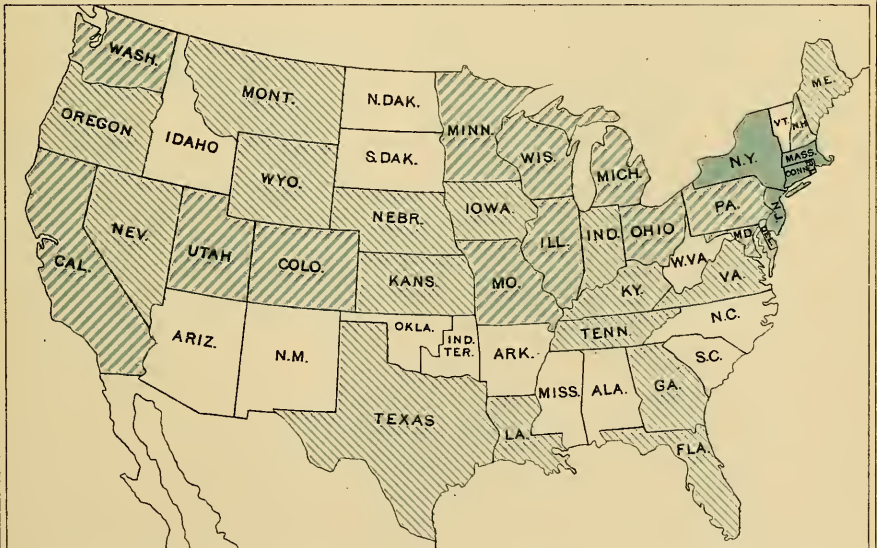 WASH.
MONT.
N.DAK.
MINN.
ME.
OREGON
IDAHO
S.DAK.
WIS.
MICH.
VT.
N.H.
N.Y.
MASS.
CONN.
R.I.
WYO.
IOWA.
NEBR.
PA.
N.J.
NEV.
UTAH
COLO.
ILL.
IND.
OHIO
MD.
DEL.
CAL.
KANS.
MO.
W.VA.
VA.
KY.
ARIZ.
N.M.
OKLA.
IND.
TER.
ARK.
TENN.
N.C.
S.C.
MISS.
ALA.
GA.
TEXAS
LA.
FLA.